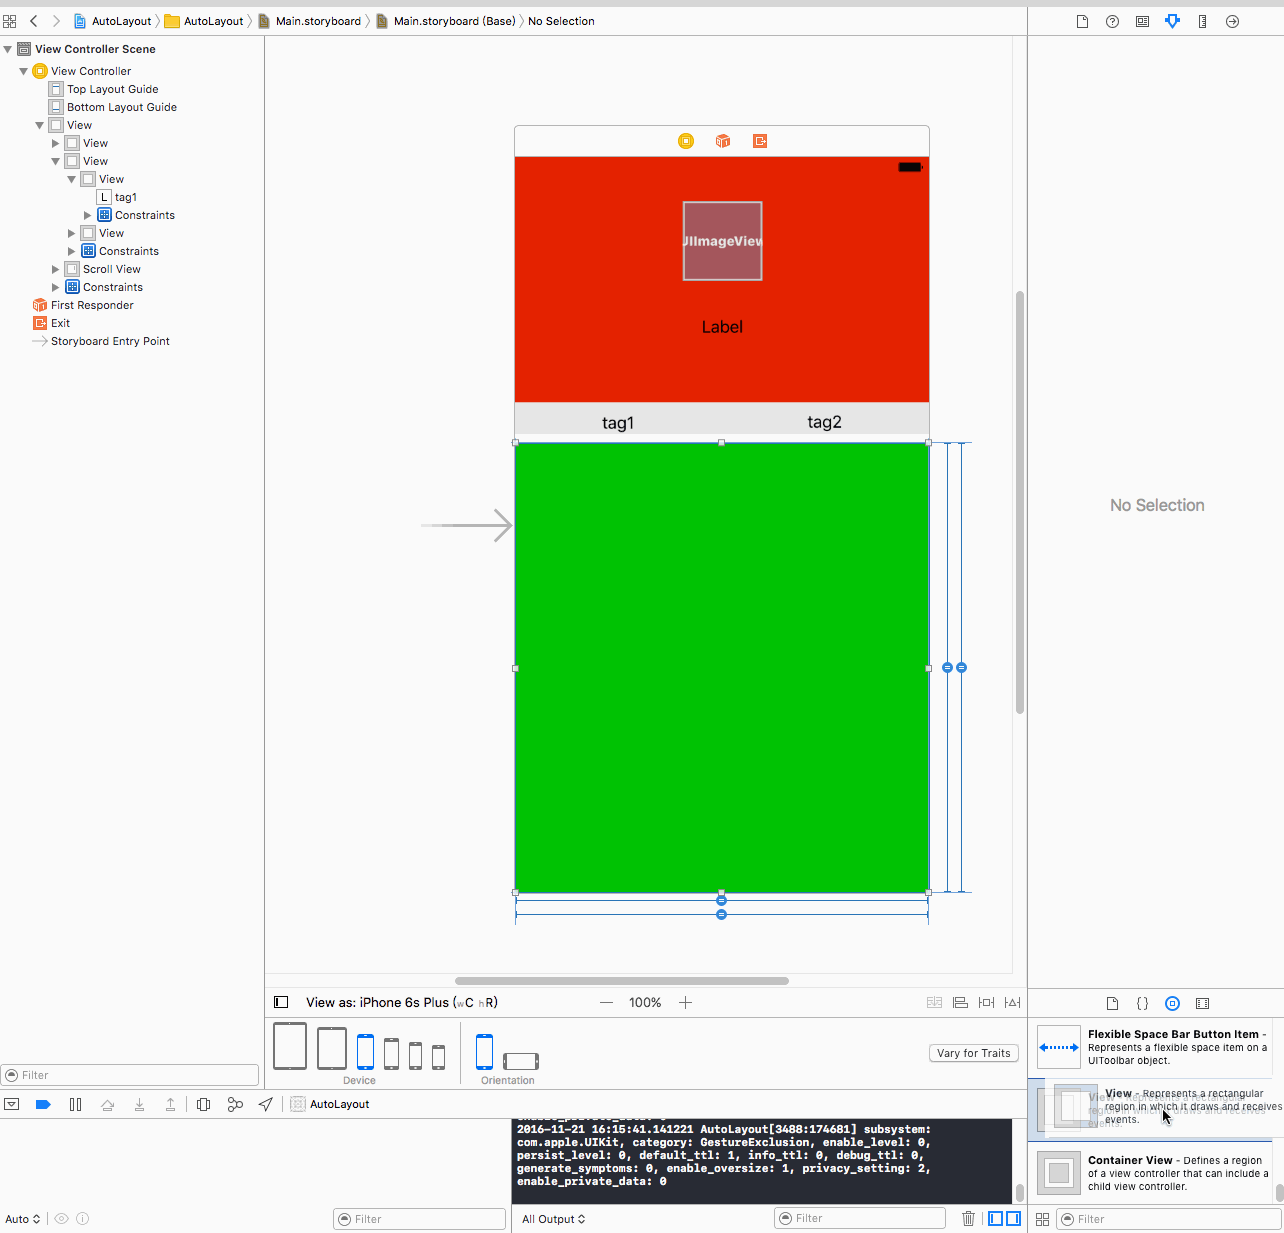 AutoLayout AutoLayout Main.storyboard Main.storyboard (Base) No Selection
View Controller Scene
View Controller
Top Layout Guide
Bottom Layout Guide
View
View
View
View
L tag1
Constraints
View
Constraints
Scroll View
Constraints
First Responder
Exit
Storyboard Entry Point
Filter
UIImageView
Label
tag1 tag2
View as: iPhone 6s Plus (wC hR)
100%
Device
Orientation
Vary for Traits
No Selection
Flexible Space Bar Button Item -
Represents a flexible space item on a
UIToolbar object.
View - Represents a rectangular
region in which it draws and receives
events.
Container View - Defines a region
of a view controller that can include a
child view controller.
Filter
AutoLayout
2016-11-21 16:15:41.141221 AutoLayout[3488:174681] subsystem:
com.apple.UIKit, category: GestureExclusion, enable_level: 0,
persist_level: 0, default_ttl: 1, info_ttl: 0, debug_ttl: 0,
generate_symptoms: 0, enable_oversize: 1, privacy_setting: 2,
enable_private_data: 0
Auto
Filter
All Output
Filter